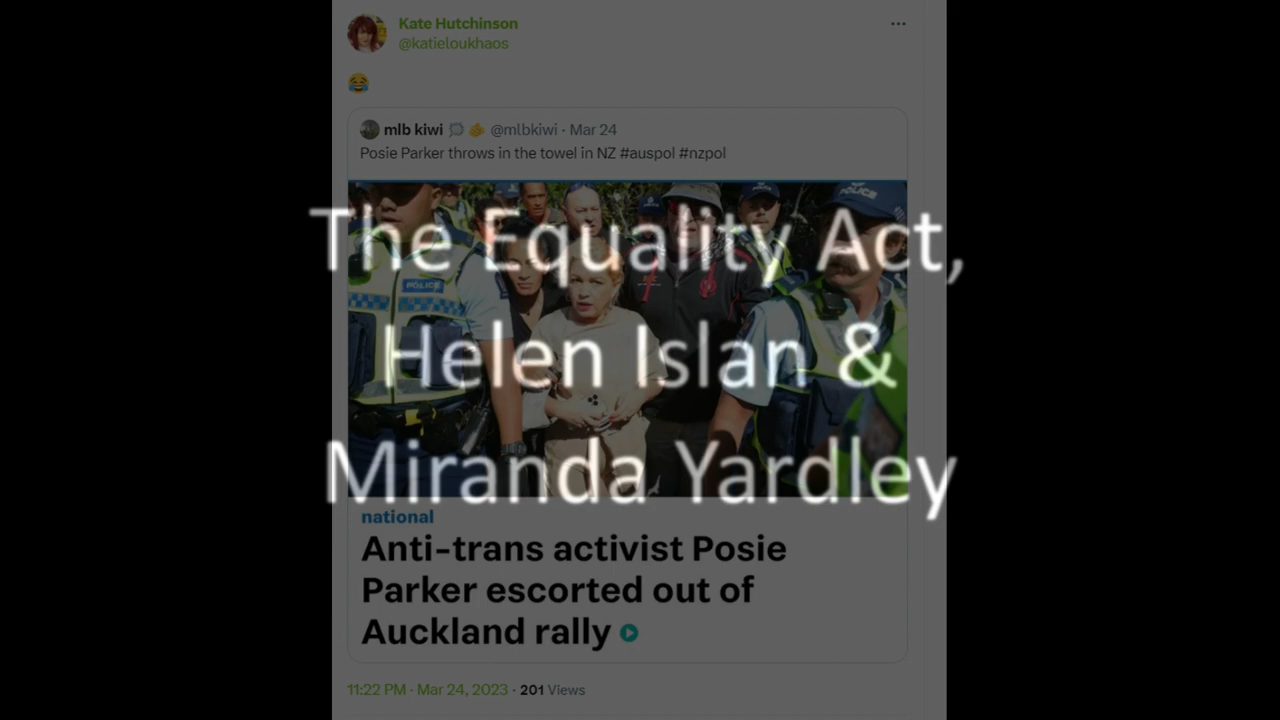 Kate Hutchinson
@katieloukhaos
mlb kiwi @mlbkiwi · Mar 24
Posie Parker throws in the towel in NZ #auspol #nzpol
POLICE
POLICE
The Equality Act,
Helen Islan &
Miranda Yardley
national
Anti-trans activist Posie
Parker escorted out of
Auckland rally
11:22 PM · Mar 24, 2023 · 201 Views